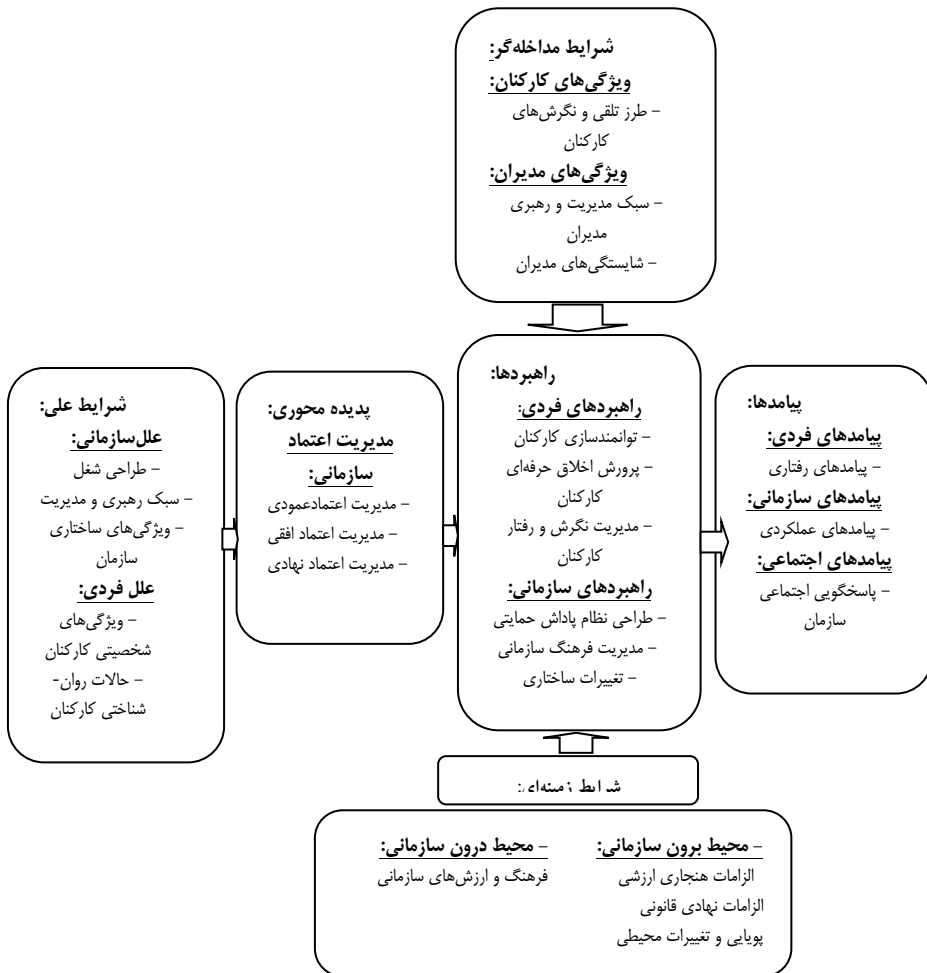 شرایط مداخله‌گر:
ویژگی‌های کارکنان:
– طرز تلقی و نگرش‌های
کارکنان
ویژگی‌های مدیران:
– سبک مدیریت و رهبری
مدیران
– شایستگی‌های مدیران
شرایط علی:
علل‌سازمانی:
– طراحی شغل
– سبک رهبری و مدیریت
– ویژگی‌های ساختاری
سازمان
علل فردی:
– ویژگی‌های
شخصیتی کارکنان
– حالات روان-
شناختی کارکنان
پدیده محوری:
مدیریت اعتماد
سازمانی:
– مدیریت اعتمادعمودی
– مدیریت اعتماد افقی
– مدیریت اعتماد نهادی
راهبردها:
راهبردهای فردی:
– توانمندسازی کارکنان
– پرورش اخلاق حرفه‌ای
کارکنان
– مدیریت نگرش و رفتار
کارکنان
راهبردهای سازمانی:
– طراحی نظام پاداش حمایتی
– مدیریت فرهنگ سازمانی
– تغییرات ساختاری
پیامدها:
پیامدهای فردی:
– پیامدهای رفتاری
پیامدهای سازمانی:
– پیامدهای عملکردی
پیامدهای اجتماعی:
– پاسخگویی اجتماعی
سازمان
شرایط زمینه‌ای:
– محیط برون سازمانی:
الزامات هنجاری ارزشی
الزامات نهادی قانونی
پویایی و تغییرات محیطی
– محیط درون سازمانی:
فرهنگ و ارزش‌های سازمانی